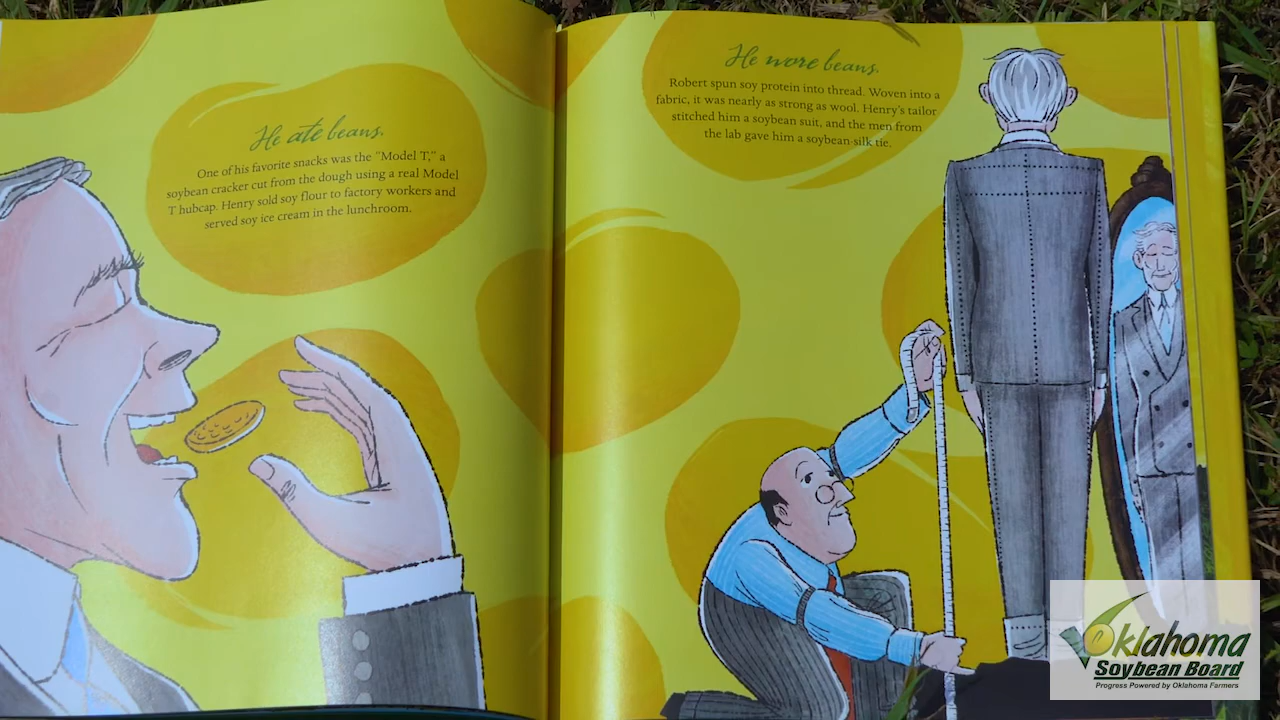 He ate beans.
One of his favorite snacks was the "Model T," a
soybean cracker cut from the dough using a real Model
T hubcap. Henry sold soy flour to factory workers and
served soy ice cream in the lunchroom.
He wore beans.
Robert spun soy protein into thread. Woven into a
fabric, it was nearly as strong as wool. Henry's tailor
stitched him a soybean suit, and the men from
the lab gave him a soybean-silk tie.
Oklahoma
Soybean Board
Progress Powered by Oklahoma Farmers